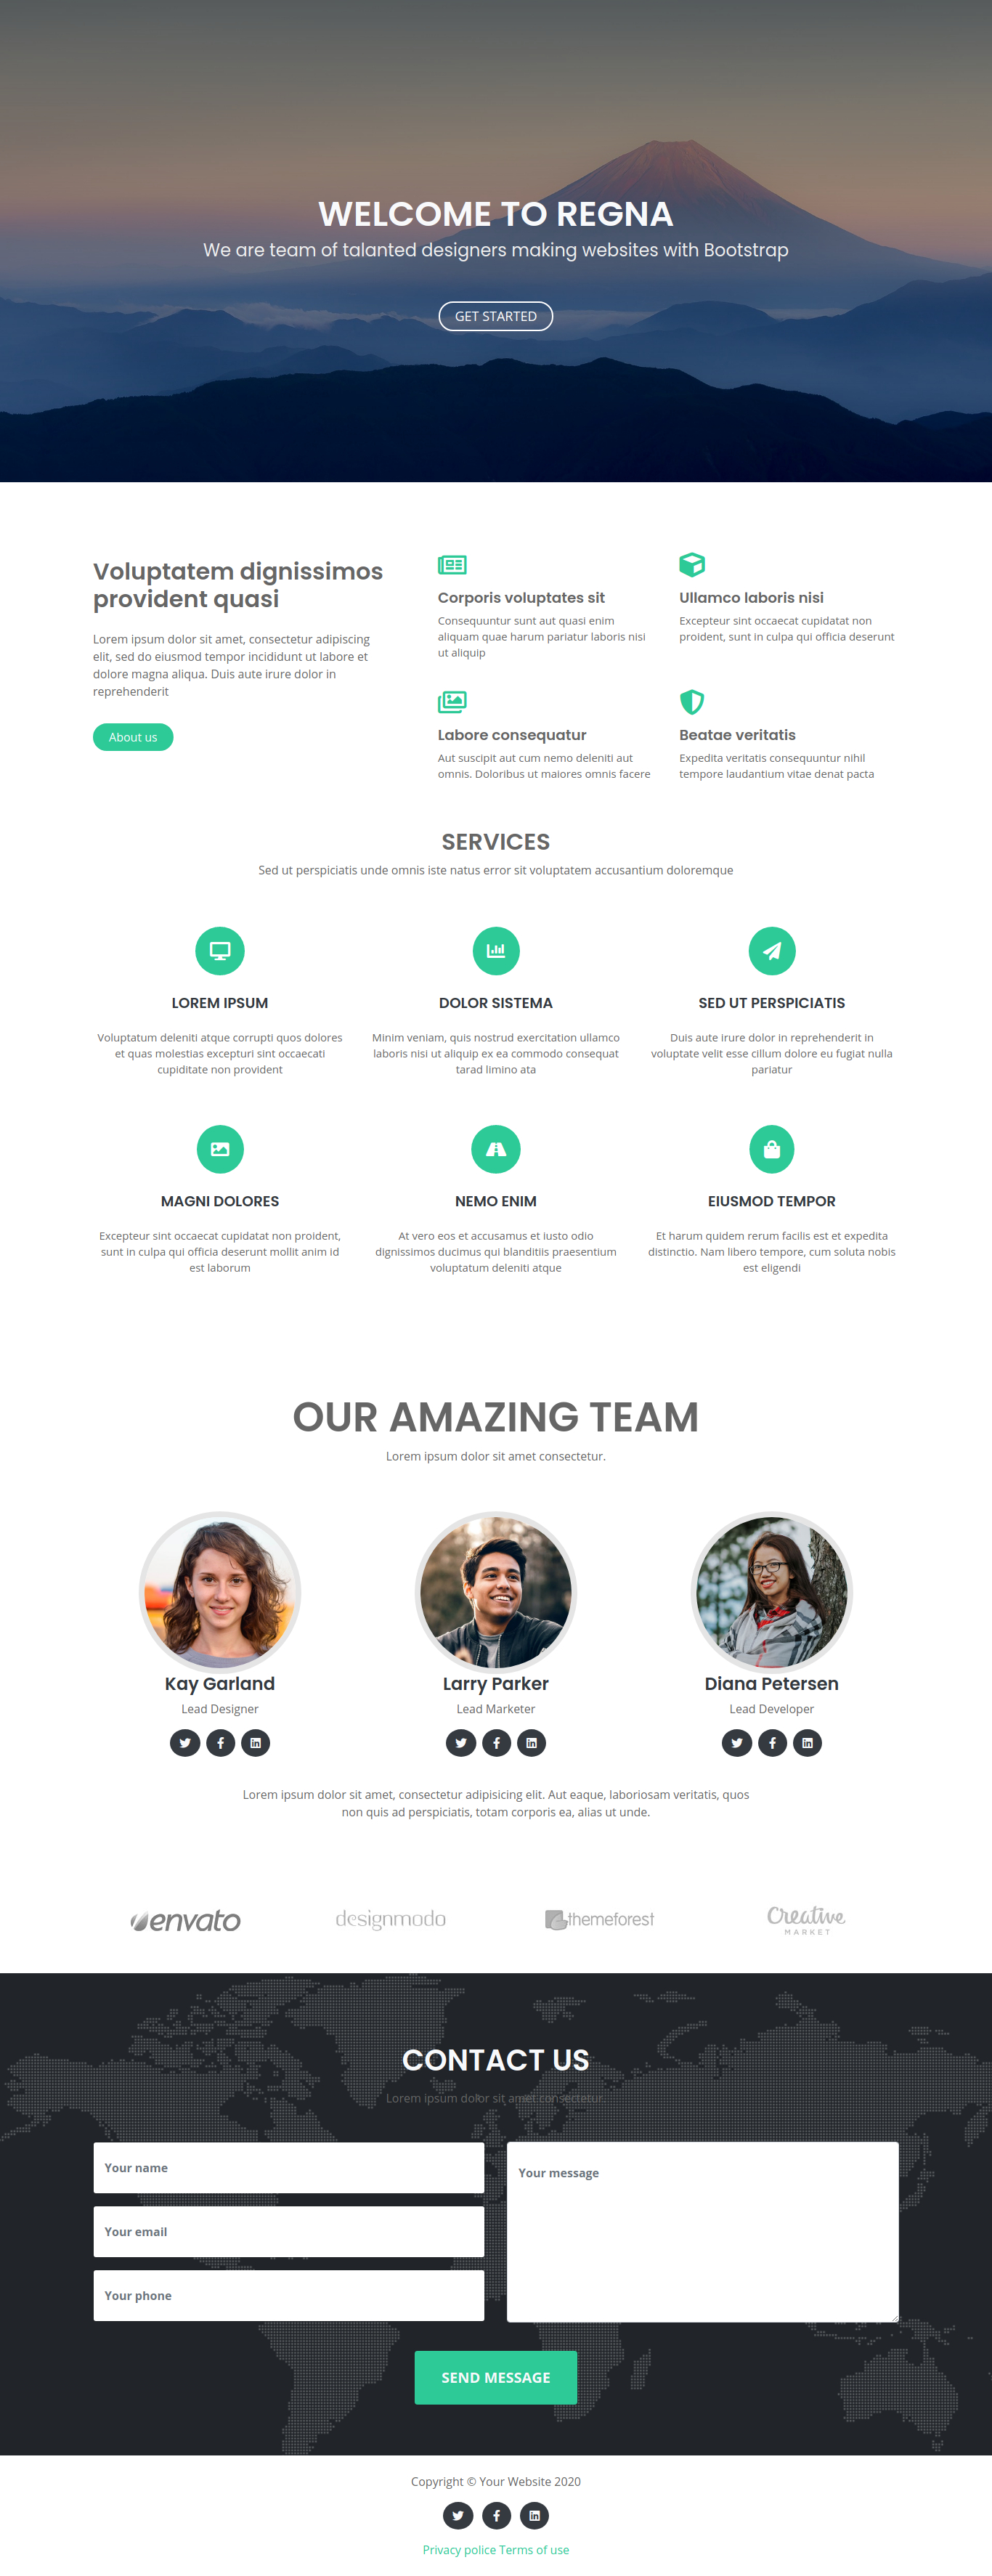 WELCOME TO REGNA
We are team of talanted designers making websites with Bootstrap
GET STARTED
Voluptatem dignissimos
provident quasi
Lorem ipsum dolor sit amet, consectetur adipiscing
elit, sed do eiusmod tempor incididunt ut labore et
dolore magna aliqua. Duis aute irure dolor in
reprehenderit
About us
Corporis voluptates sit
Consequuntur sunt aut quasi enim
aliquam quae harum pariatur laboris nisi
ut aliquip
Ullamco laboris nisi
Excepteur sint occaecat cupidatat non
proident, sunt in culpa qui officia deserunt
Labore consequatur
Aut suscipit aut cum nemo deleniti aut
omnis. Doloribus ut maiores omnis facere
Beatae veritatis
Expedita veritatis consequuntur nihil
tempore laudantium vitae denat pacta
SERVICES
Sed ut perspiciatis unde omnis iste natus error sit voluptatem accusantium doloremque
LOREM IPSUM
Voluptatum deleniti atque corrupti quos dolores
et quas molestias excepturi sint occaecati
cupiditate non provident
DOLOR SISTEMA
Minim veniam, quis nostrud exercitation ullamco
laboris nisi ut aliquip ex ea commodo consequat
tarad limino ata
SED UT PERSPICIATIS
Duis aute irure dolor in reprehenderit in
voluptate velit esse cillum dolore eu fugiat nulla
pariatur
MAGNI DOLORES
Excepteur sint occaecat cupidatat non proident,
sunt in culpa qui officia deserunt mollit anim id
est laborum
NEMO ENIM
At vero eos et accusamus et iusto odio
dignissimos ducimus qui blanditiis praesentium
voluptatum deleniti atque
EIUSMOD TEMPOR
Et harum quidem rerum facilis est et expedita
distinctio. Nam libero tempore, cum soluta nobis
est eligendi
OUR AMAZING TEAM
Lorem ipsum dolor sit amet consectetur.
Kay Garland
Lead Designer
Larry Parker
Lead Marketer
Diana Petersen
Lead Developer
Lorem ipsum dolor sit amet, consectetur adipisicing elit. Aut eaque, laboriosam veritatis, quos
non quis ad perspiciatis, totam corporis ea, alias ut unde.
envato
designmodo
themeforest
Creative
MARKET
CONTACT US
Lorem ipsum dolor sit amet consectetur.
Your name
Your email
Your phone
Your message
SEND MESSAGE
Copyright © Your Website 2020
Privacy police Terms of use